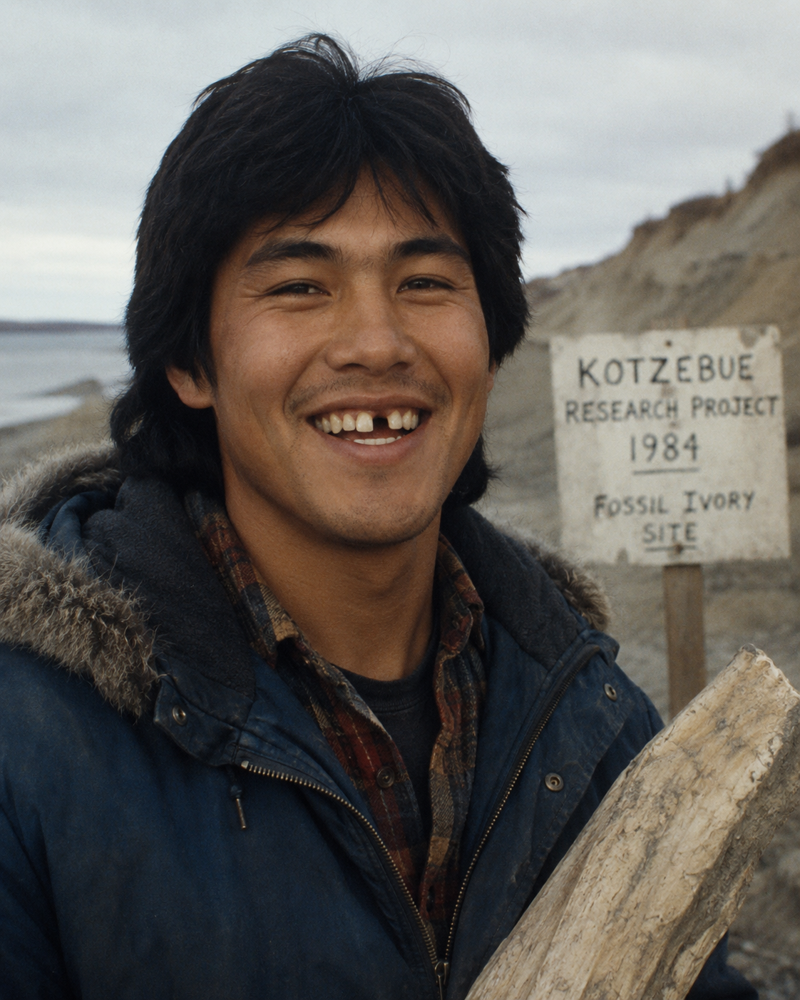 KOTZEBUE
RESEARCH PROJECT
1984
FOSSIL IVORY
SITE